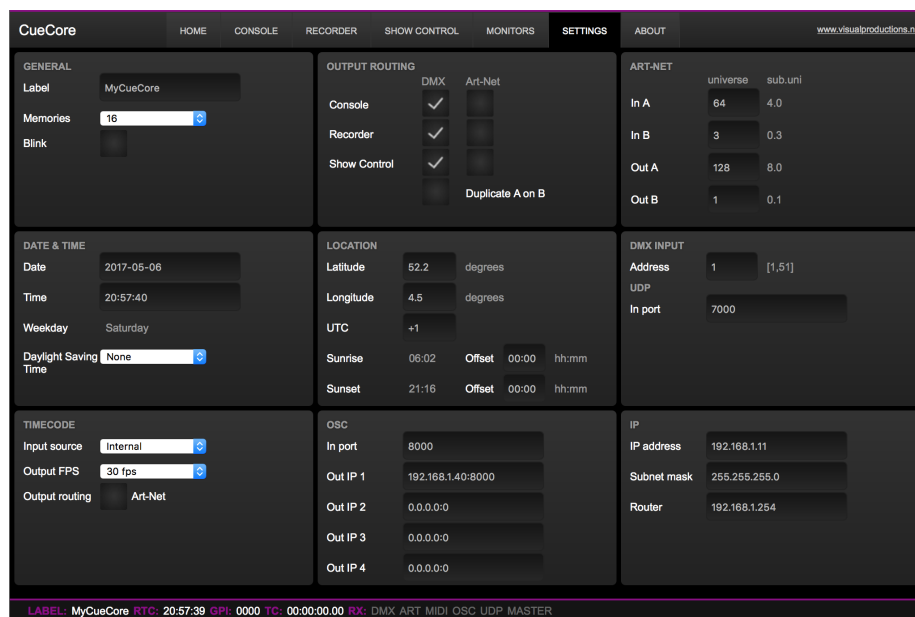 CueCore HOME CONSOLE RECORDER SHOW CONTROL MONITORS SETTINGS ABOUT www.visualproductions.n
GENERAL
Label MyCueCore
Memories 16
Blink
OUTPUT ROUTING
DMX Art-Net
Console
Recorder
Show Control
Duplicate A on B
ART-NET
universe sub.uni
In A 64 4.0
In B 3 0.3
Out A 128 8.0
Out B 1 0.1
DATE & TIME
Date 2017-05-06
Time 20:57:40
Weekday Saturday
Daylight Saving None
Time
LOCATION
Latitude 52.2 degrees
Longitude 4.5 degrees
UTC +1
Sunrise 06:02 Offset 00:00 hh:mm
Sunset 21:16 Offset 00:00 hh:mm
DMX INPUT
Address 1 [1,51]
UDP
In port 7000
TIMECODE
Input source Internal
Output FPS 30 fps
Output routing Art-Net
OSC
In port 8000
Out IP 1 192.168.1.40:8000
Out IP 2 0.0.0.0:0
Out IP 3 0.0.0.0:0
Out IP 4 0.0.0.0:0
IP
IP address 192.168.1.11
Subnet mask 255.255.255.0
Router 192.168.1.254
LABEL: MyCueCore RTC: 20:57:39 GPI: 0000 TC: 00:00:00.00 RX: DMX ART MIDI OSC UDP MASTER